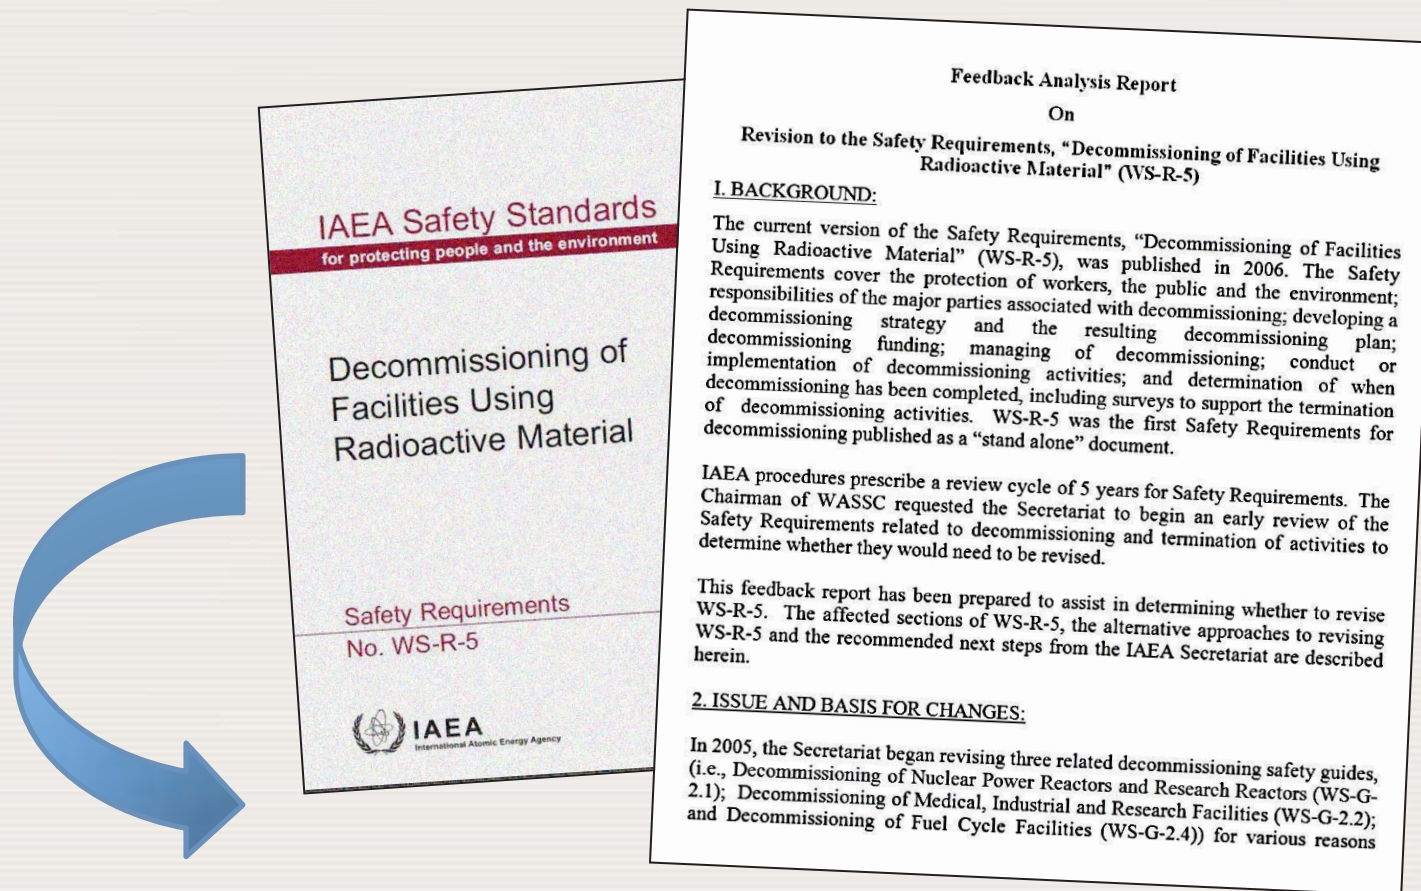 IAEA Safety Standards
for protecting people and the environment
Decommissioning of
Facilities Using
Radioactive Material
Safety Requirements
No. WS-R-5
IAEA
International Atomic Energy Agency
Feedback Analysis Report
On
Revision to the Safety Requirements, “Decommissioning of Facilities Using
Radioactive Material” (WS-R-5)
I. BACKGROUND:
The current version of the Safety Requirements, “Decommissioning of Facilities
Using Radioactive Material” (WS-R-5), was published in 2006. The Safety
Requirements cover the protection of workers, the public and the environment;
responsibilities of the major parties associated with decommissioning; developing a
decommissioning strategy and the resulting decommissioning plan;
decommissioning funding; managing of decommissioning; conduct or
implementation of decommissioning activities; and determination of when
decommissioning has been completed, including surveys to support the termination
of decommissioning activities. WS-R-5 was the first Safety Requirements for
decommissioning published as a “stand alone” document.
IAEA procedures prescribe a review cycle of 5 years for Safety Requirements. The
Chairman of WASSC requested the Secretariat to begin an early review of the
Safety Requirements related to decommissioning and termination of activities to
determine whether they would need to be revised.
This feedback report has been prepared to assist in determining whether to revise
WS-R-5. The affected sections of WS-R-5, the alternative approaches to revising
WS-R-5 and the recommended next steps from the IAEA Secretariat are described
herein.
2. ISSUE AND BASIS FOR CHANGES:
In 2005, the Secretariat began revising three related decommissioning safety guides,
(i.e., Decommissioning of Nuclear Power Reactors and Research Reactors (WS-G-
2.1); Decommissioning of Medical, Industrial and Research Facilities (WS-G-2.2);
and Decommissioning of Fuel Cycle Facilities (WS-G-2.4)) for various reasons